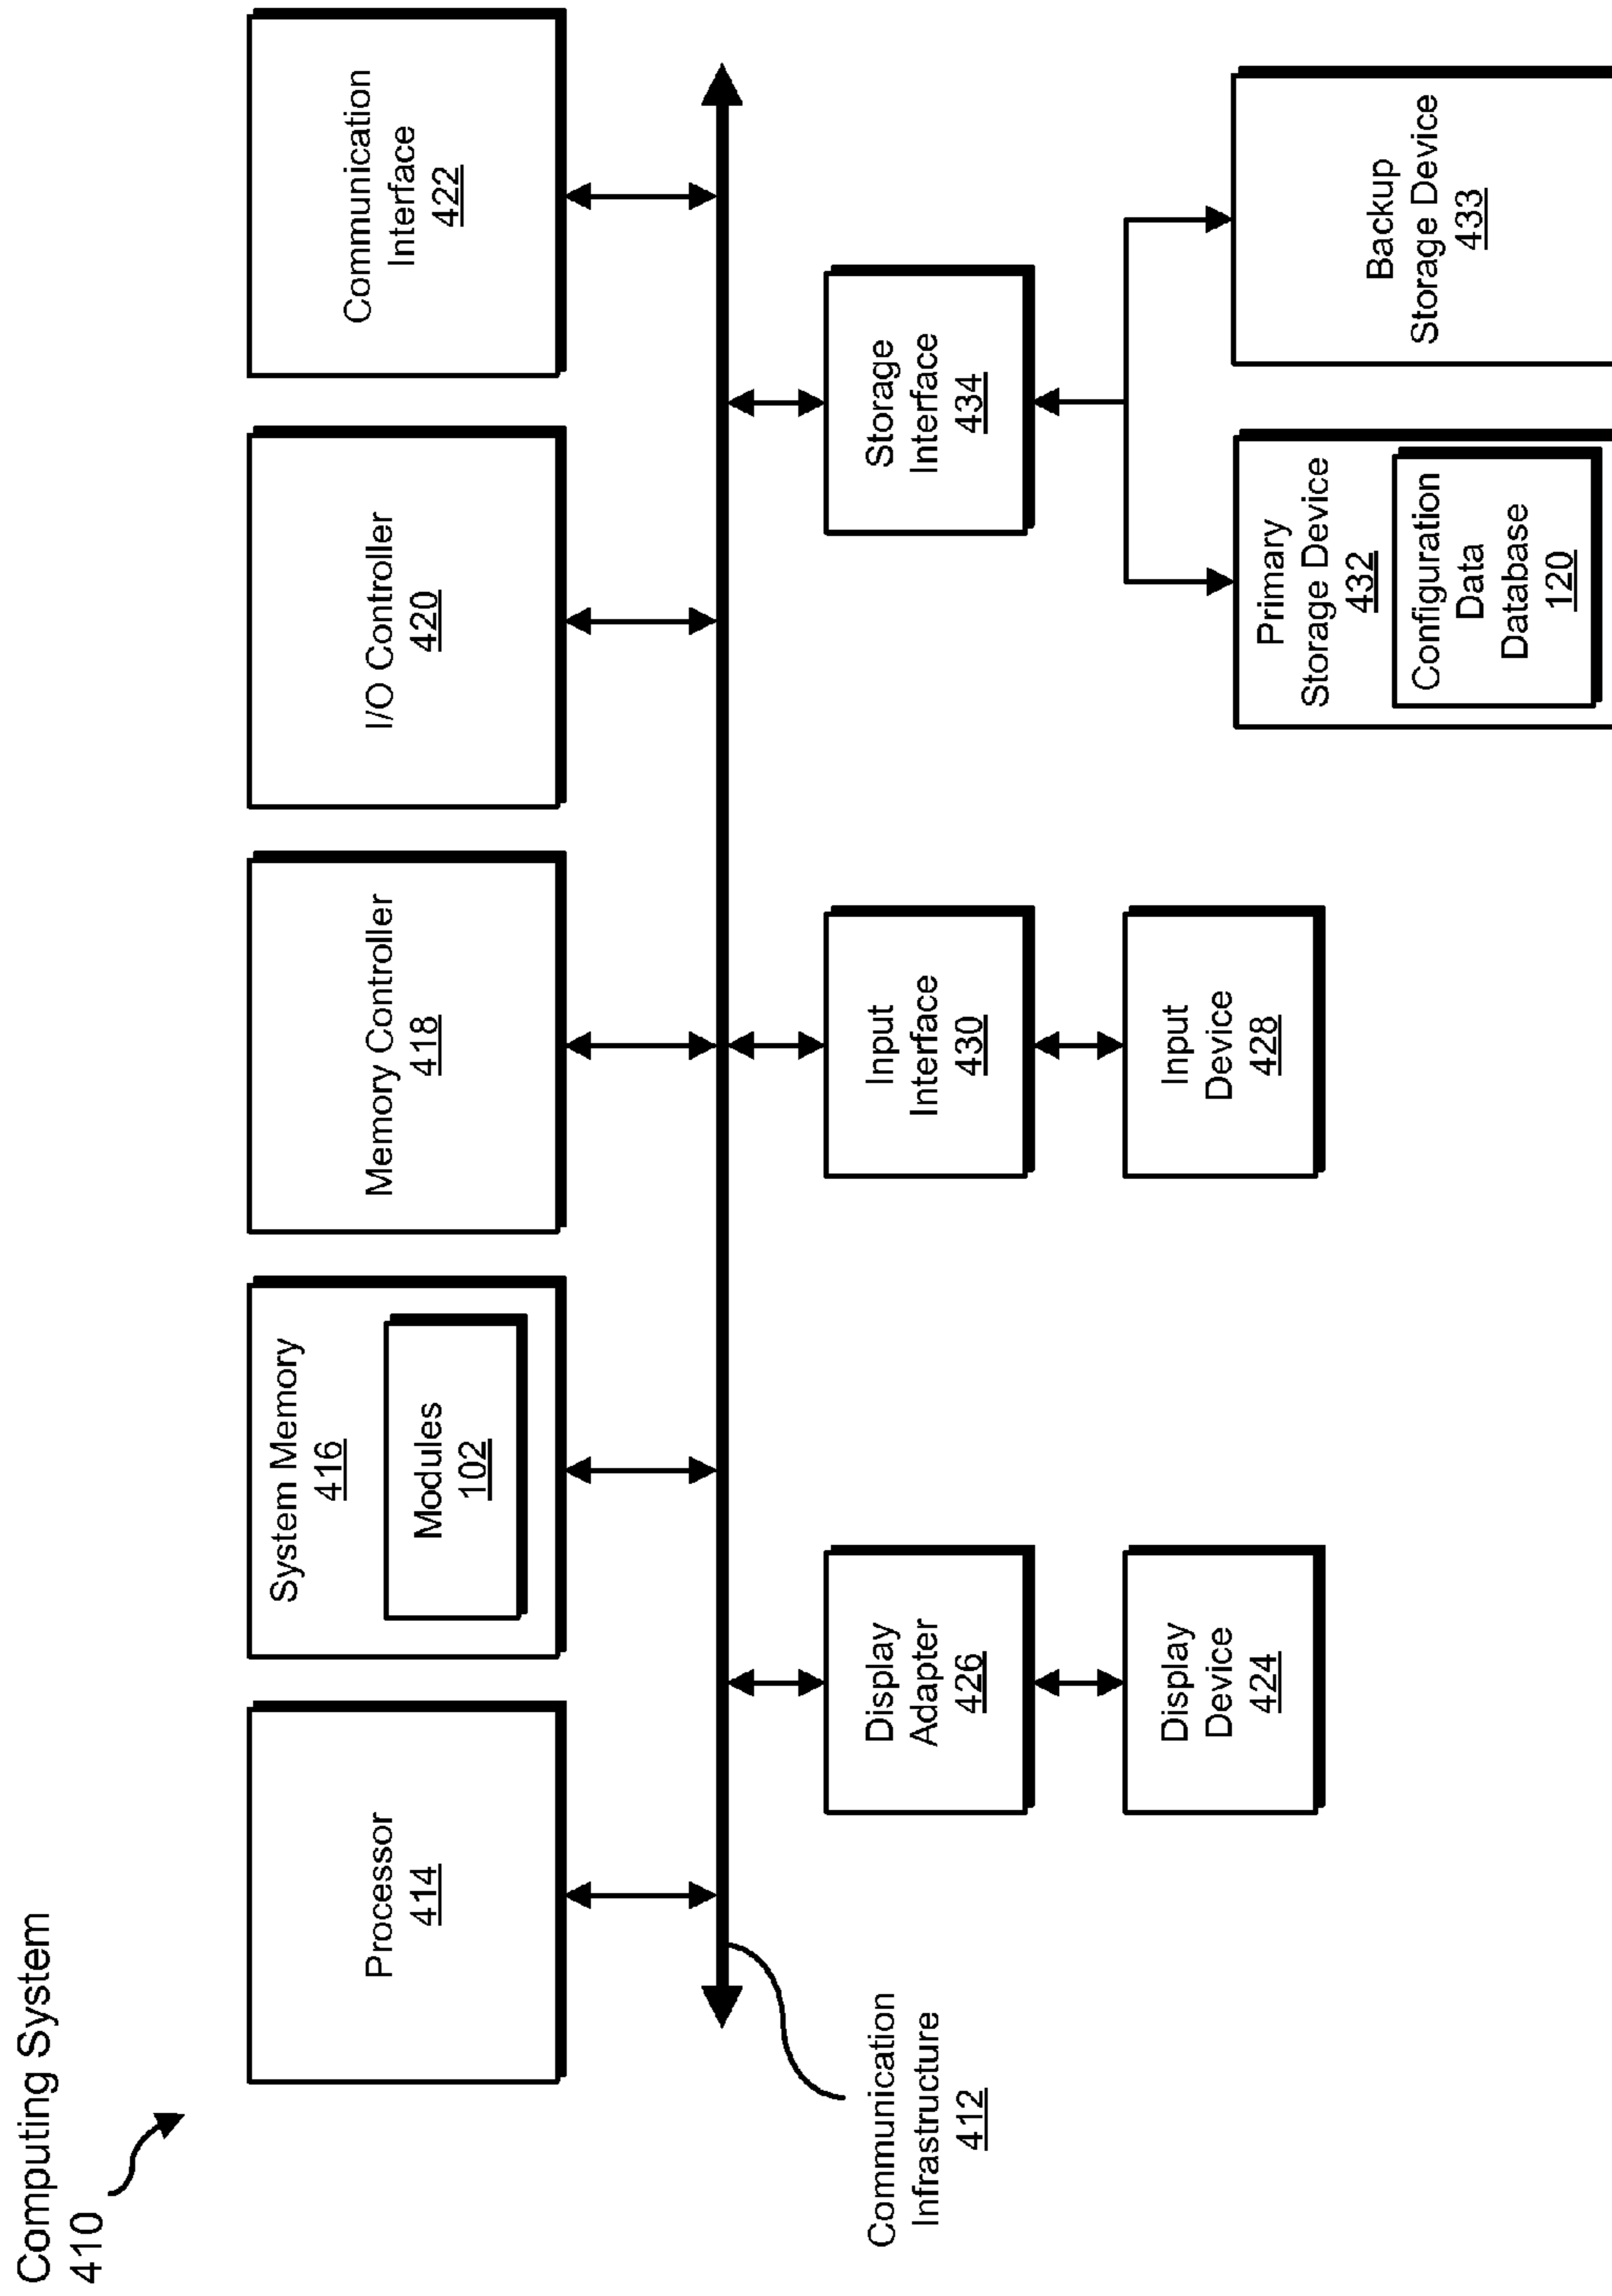 Computing System
410
Processor
414
System Memory
416
Modules
102
Memory Controller
418
I/O Controller
420
Communication
Interface
422
Communication
Infrastructure
412
Display
Adapter
426
Input
Interface
430
Storage
Interface
434
Display
Device
424
Input
Device
428
Primary
Storage Device
432
Configuration
Data
Database
120
Backup
Storage Device
433